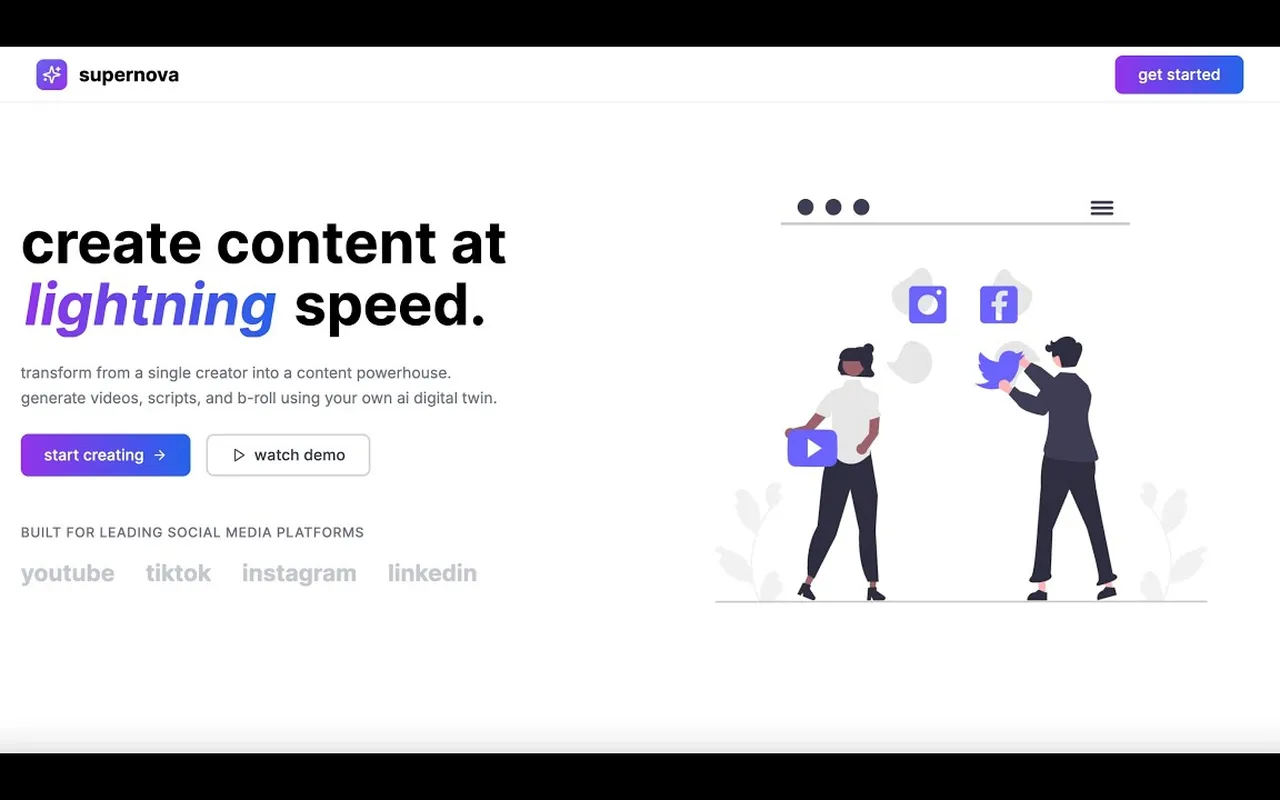 supernova
get started
create content at
lightning speed.
transform from a single creator into a content powerhouse.
generate videos, scripts, and b-roll using your own ai digital twin.
start creating →
watch demo
BUILT FOR LEADING SOCIAL MEDIA PLATFORMS
youtube tiktok instagram linkedin